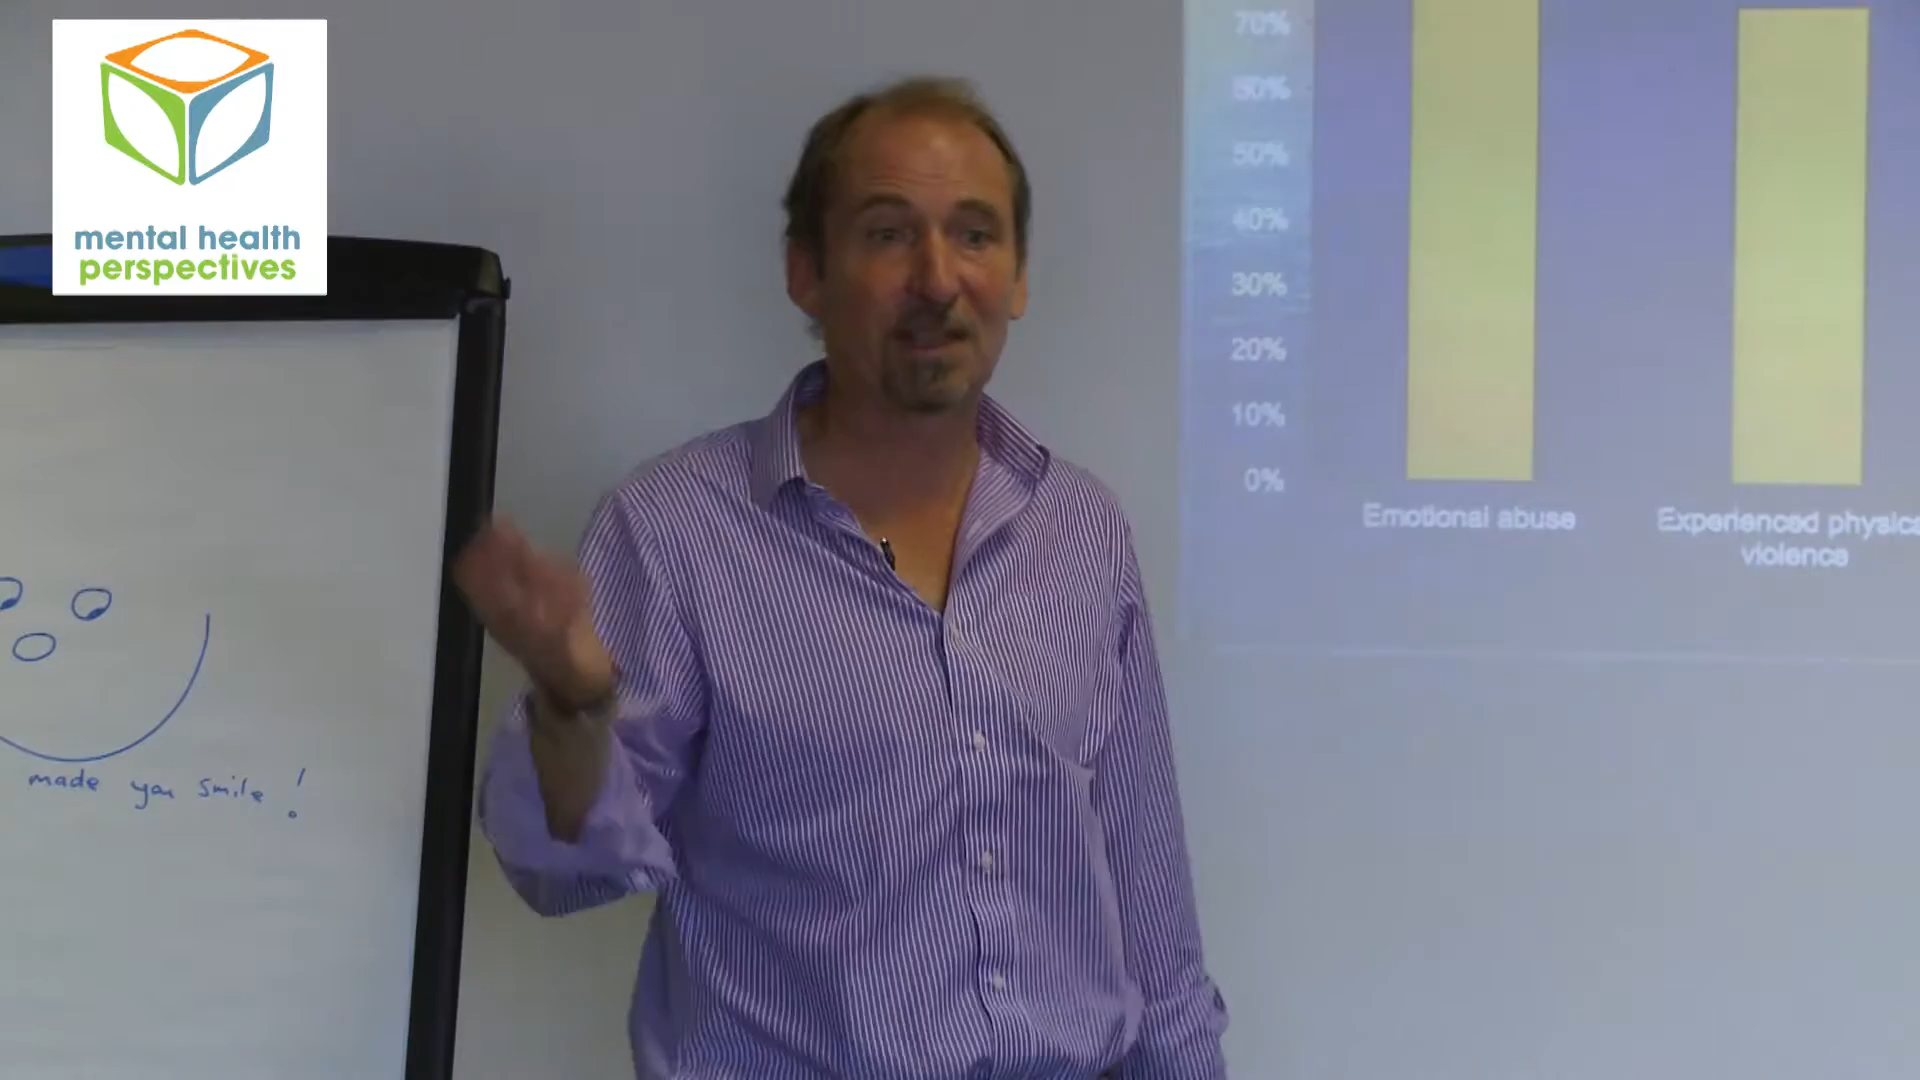 mental health
perspectives
made you smile!
70%
60%
50%
40%
30%
20%
10%
0%
Emotional abuse
Experienced physica
violence